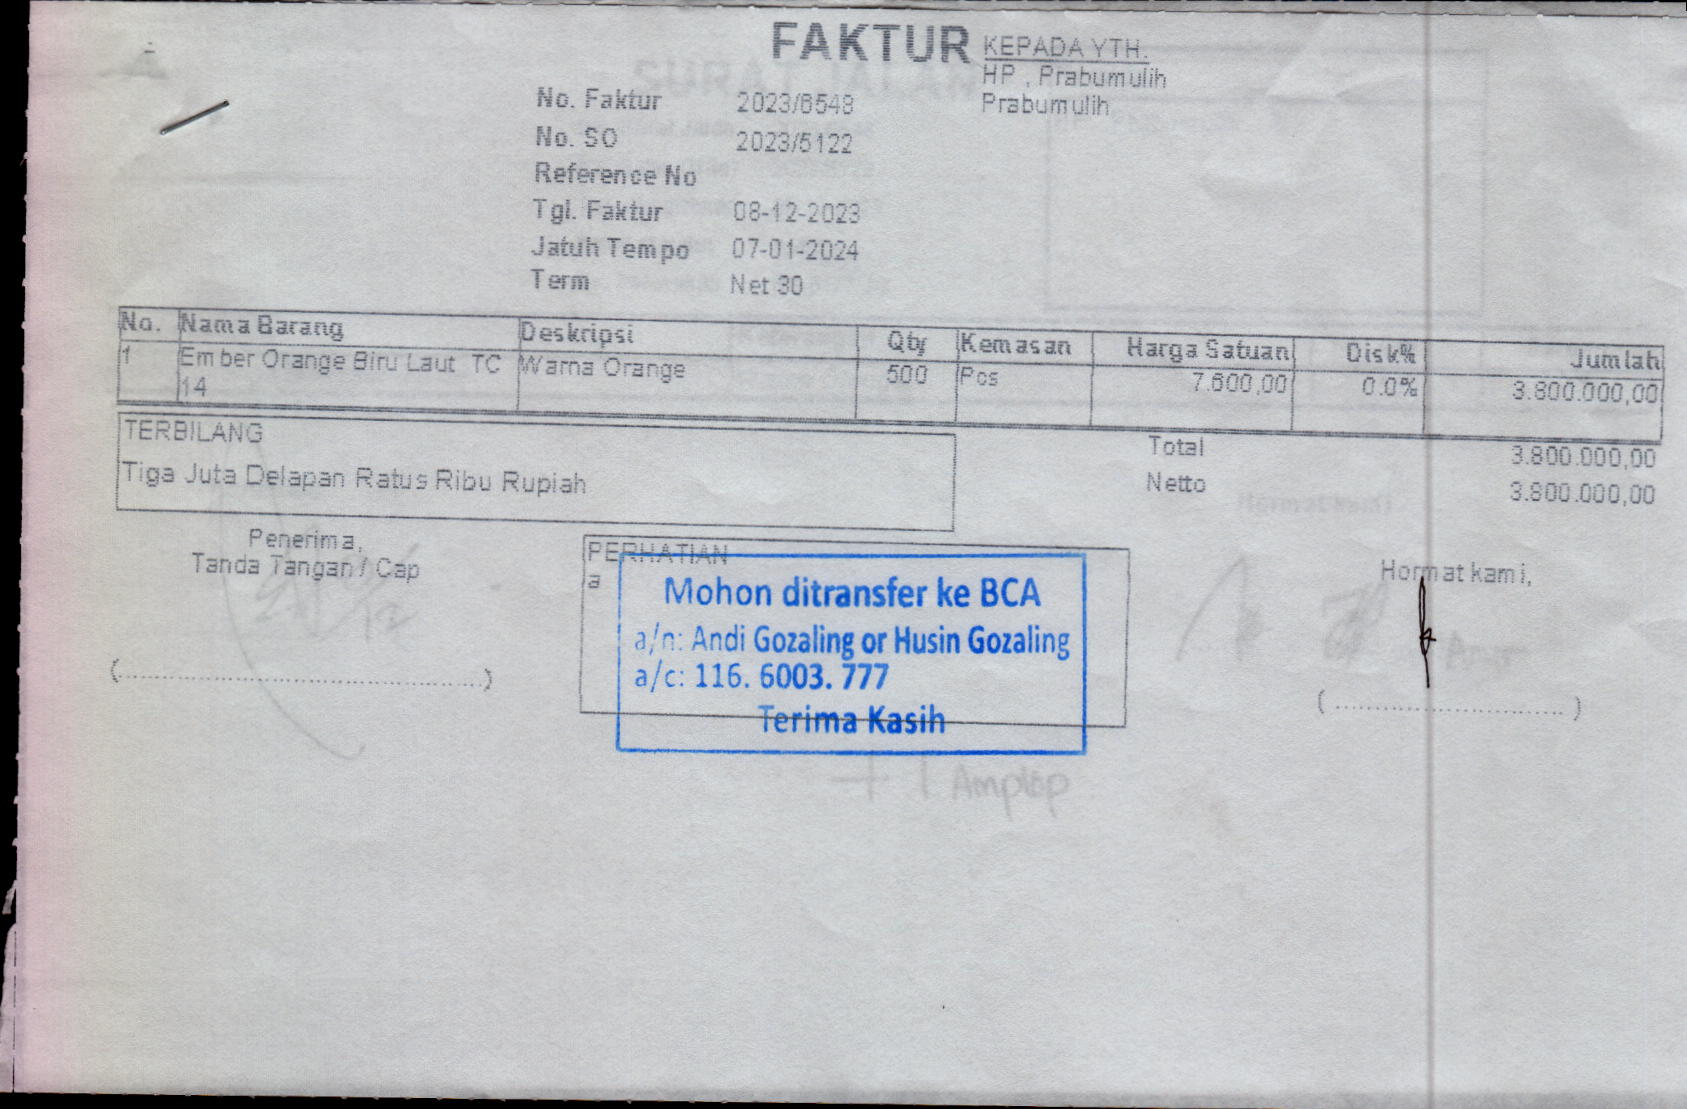 FAKTUR
KEPADA YTH.
HP , Prabumulih
Prabumulih
No. Faktur 2023/6548
No. SO 2023/5122
Reference No
Tgl. Faktur 08-12-2023
Jatuh Tempo 07-01-2024
Term Net 30
No. Nama Barang Deskripsi Qty Kemasan Harga Satuan Disk% Jumlah
1 Ember Orange Biru Laut TC Warna Orange 500 Pcs 7.600,00 0.0% 3.800.000,00
14
TERBILANG
Tiga Juta Delapan Ratus Ribu Rupiah
Total 3.800.000,00
Netto 3.800.000,00
Penerima,
Tanda Tangan / Cap
(................................................)
PERHATIAN
a
Mohon ditransfer ke BCA
a/n: Andi Gozaling or Husin Gozaling
a/c: 116. 6003. 777
Terima Kasih
Hormat kami,
( .............................. )
SURAT JALAN
Hormat kami
+ 1 Amplop